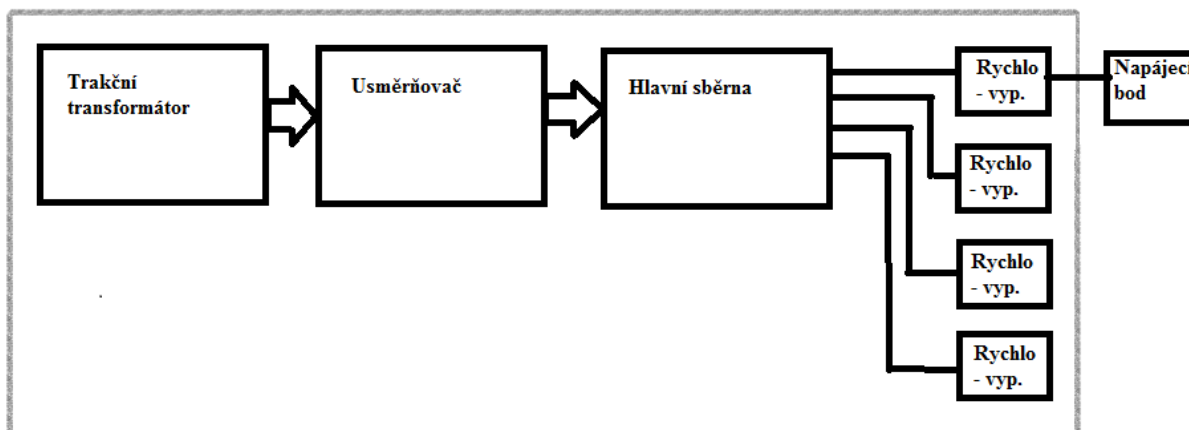 Trakční
transformátor
Usměrňovač
Hlavní sběrna
Rychlo
- vyp.
Napájecí
bod
Rychlo
- vyp.
Rychlo
- vyp.
Rychlo
- vyp.